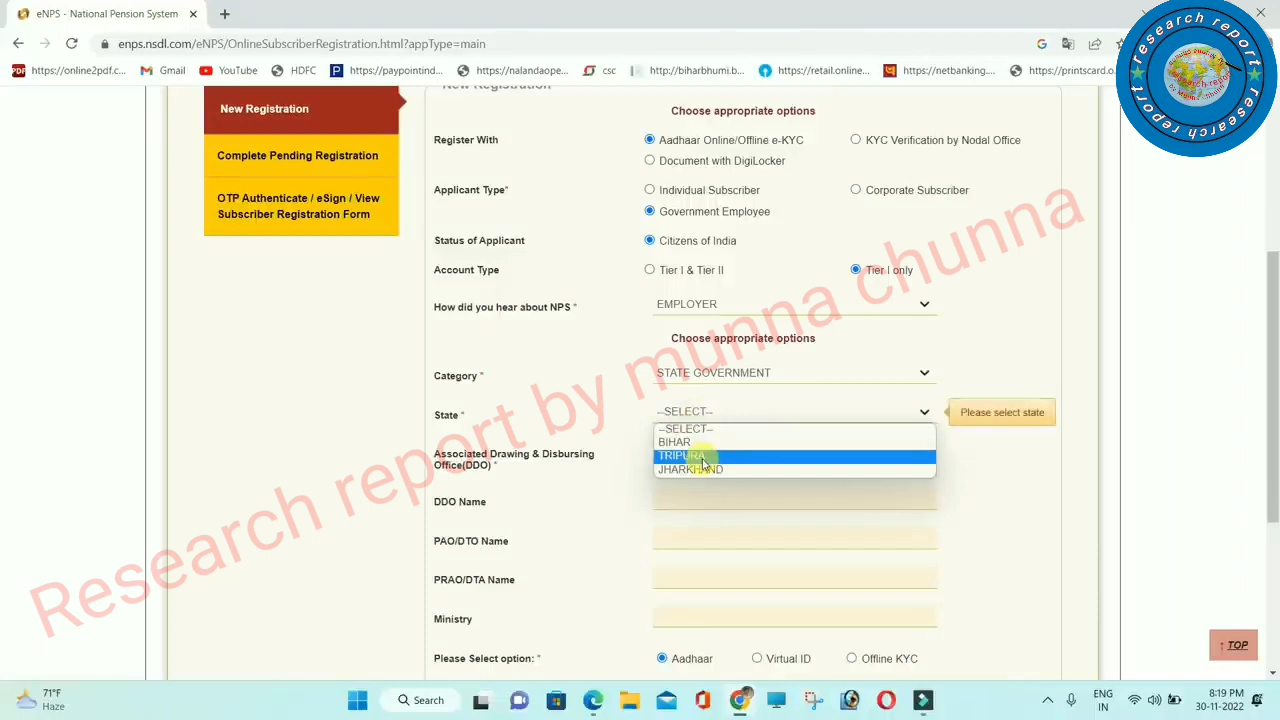 eNPS - National Pension System
enps.nsdl.com/eNPS/OnlineSubscriberRegistration.html?appType=main
https://online2pdf.c...
Gmail
YouTube
HDFC
https://paypointind...
https://nalandaope...
csc
http://biharbhumi.b...
https://retail.online...
https://netbanking....
https://printscard.o...
research report
research report
New Registration
New Registration
Complete Pending Registration
OTP Authenticate / eSign / View
Subscriber Registration Form
Choose appropriate options
Register With
Aadhaar Online/Offline e-KYC
KYC Verification by Nodal Office
Document with DigiLocker
Applicant Type*
Individual Subscriber
Corporate Subscriber
Government Employee
Status of Applicant
Citizens of India
Account Type
Tier I & Tier II
Tier I only
How did you hear about NPS *
EMPLOYER
Choose appropriate options
Category *
STATE GOVERNMENT
State *
--SELECT--
Please select state
--SELECT--
BIHAR
TRIPURA
JHARKHAND
Associated Drawing & Disbursing
Office(DDO) *
DDO Name
PAO/DTO Name
PRAO/DTA Name
Ministry
Please Select option: *
Aadhaar
Virtual ID
Offline KYC
↑ TOP
Research report by munna chunna
71°F
Haze
Search
ENG
IN
8:19 PM
30-11-2022